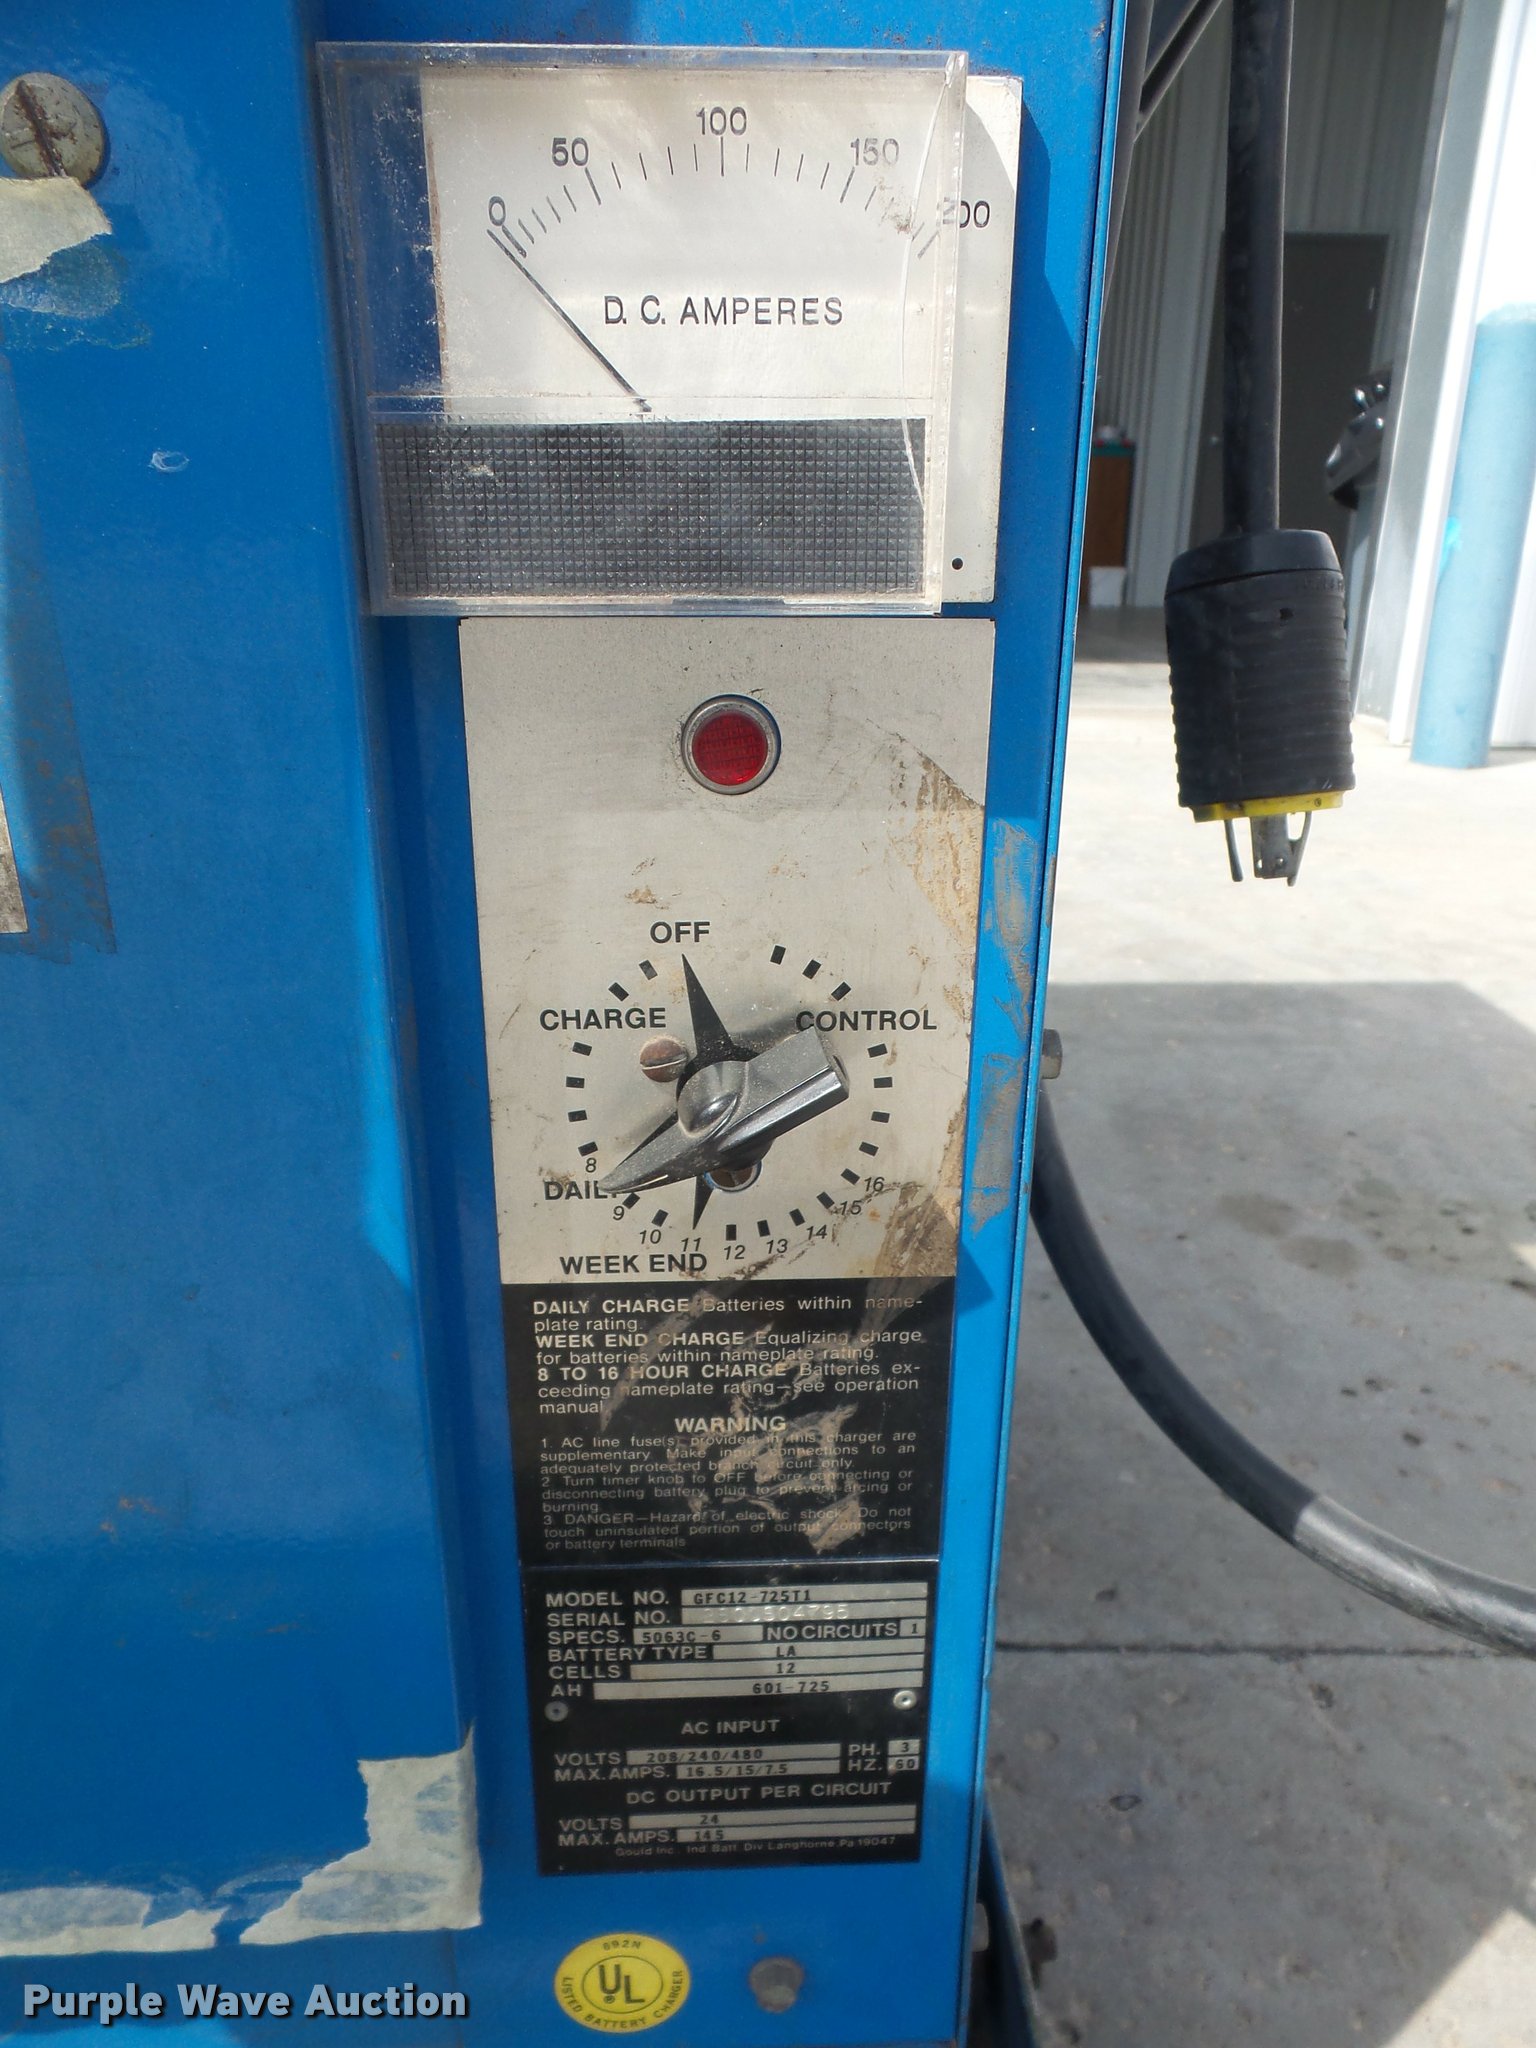 0 50 100 150 200
D. C. AMPERES
OFF
CHARGE CONTROL
8
DAILY
9 10 11 12 13 14 15 16
WEEK END
DAILY CHARGE Batteries within name-
plate rating.
WEEK END CHARGE Equalizing charge
for batteries within nameplate rating.
8 TO 16 HOUR CHARGE Batteries ex-
ceeding nameplate rating—see operation
manual.
WARNING
1. AC line fuse(s) provided in this charger are
supplementary. Make input connections to an
adequately protected branch circuit only.
2. Turn timer knob to OFF before connecting or
disconnecting battery plug to prevent arcing or
burning.
3. DANGER—Hazard of electric shock. Do not
touch uninsulated portion of output connectors
or battery terminals.
MODEL NO. GFC12-725T1
SERIAL NO.
SPECS. 5063C-6 NO CIRCUITS 1
BATTERY TYPE LA
CELLS 12
AH 601-725
AC INPUT
VOLTS 208/240/480 PH. 3
MAX. AMPS. 16.5/15/7.5 HZ. 60
DC OUTPUT PER CIRCUIT
VOLTS 24
MAX. AMPS. 145
Gould Inc. Ind. Batt. Div. Langhorne, Pa 19047
692N
UL
®
LISTED BATTERY CHARGER
Purple Wave Auction